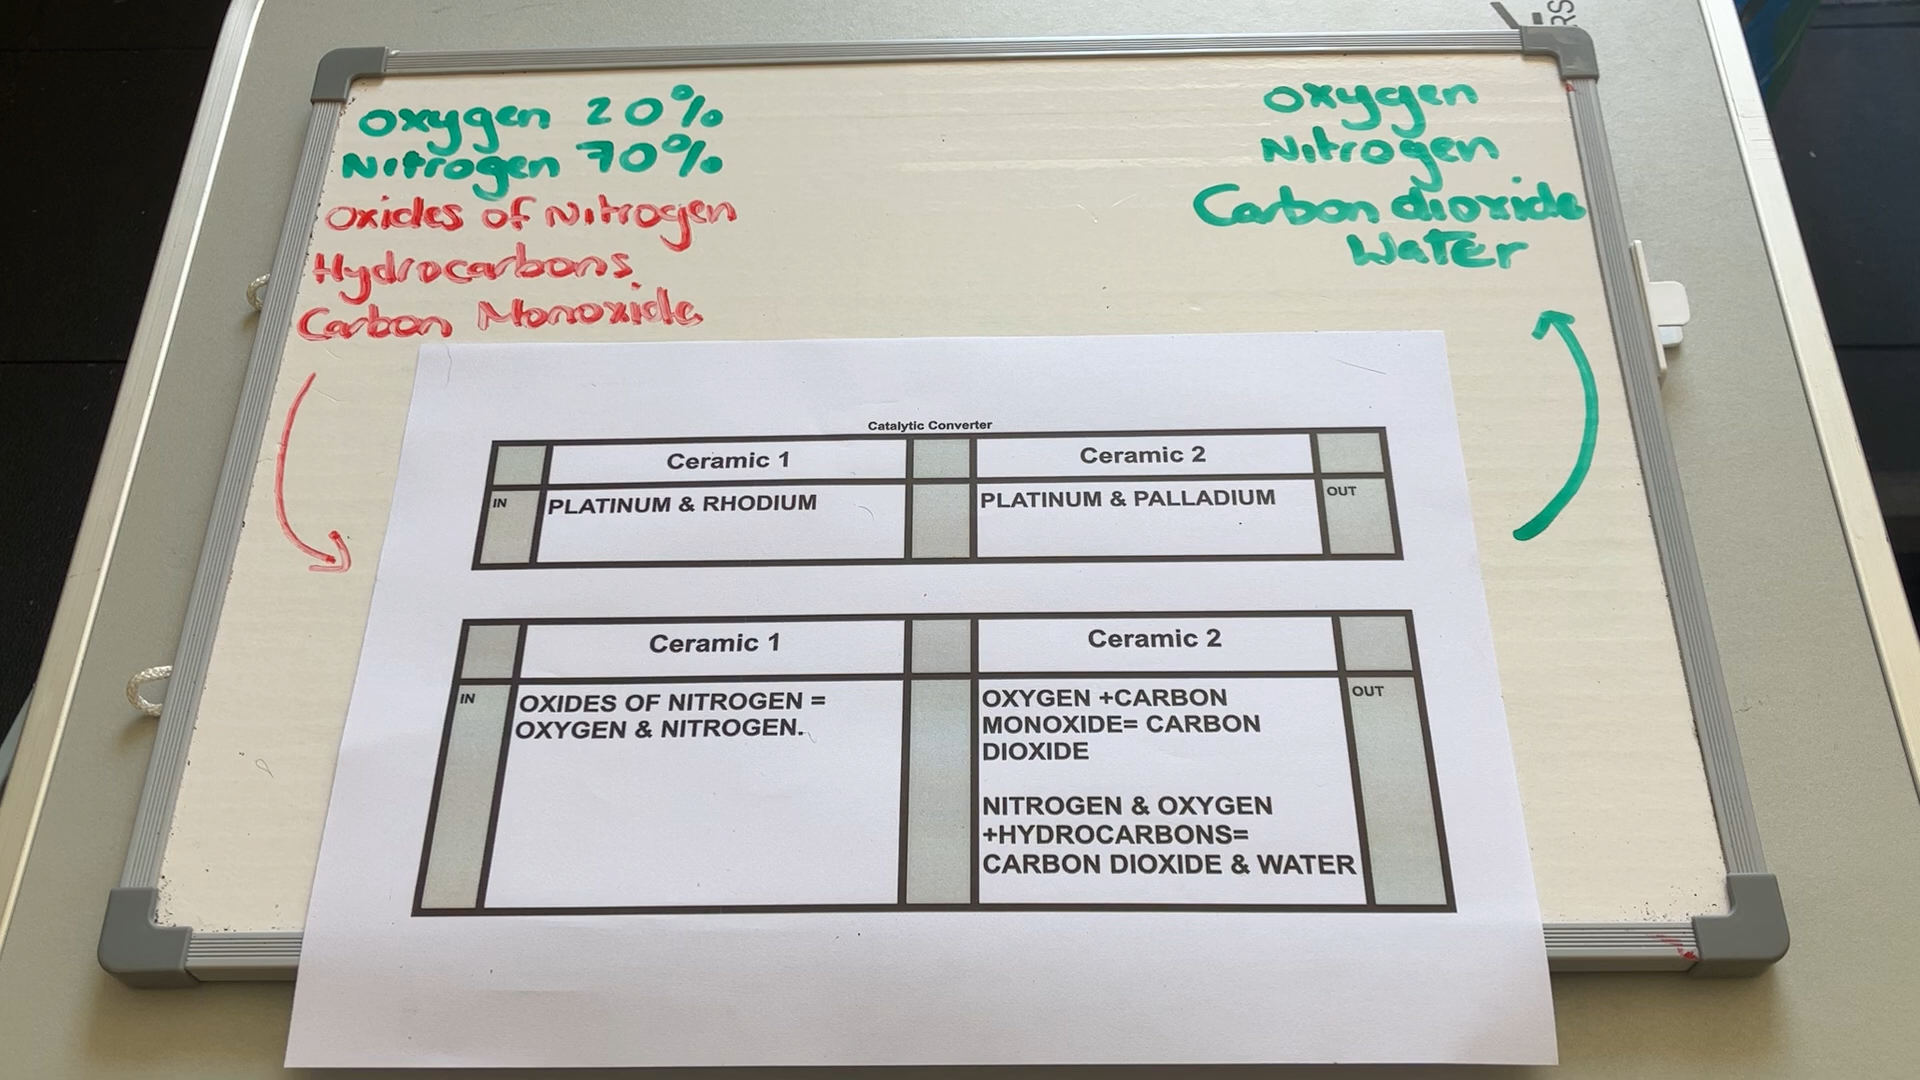 Oxygen 20%
Nitrogen 70%
Oxides of Nitrogen
Hydrocarbons
Carbon Monoxide
Oxygen
Nitrogen
Carbon dioxide
Water
Catalytic Converter
Ceramic 1
Ceramic 2
IN
PLATINUM & RHODIUM
PLATINUM & PALLADIUM
OUT
Ceramic 1
Ceramic 2
IN
OXIDES OF NITROGEN =
OXYGEN & NITROGEN.
OXYGEN +CARBON
MONOXIDE= CARBON
DIOXIDE
NITROGEN & OXYGEN
+HYDROCARBONS=
CARBON DIOXIDE & WATER
OUT